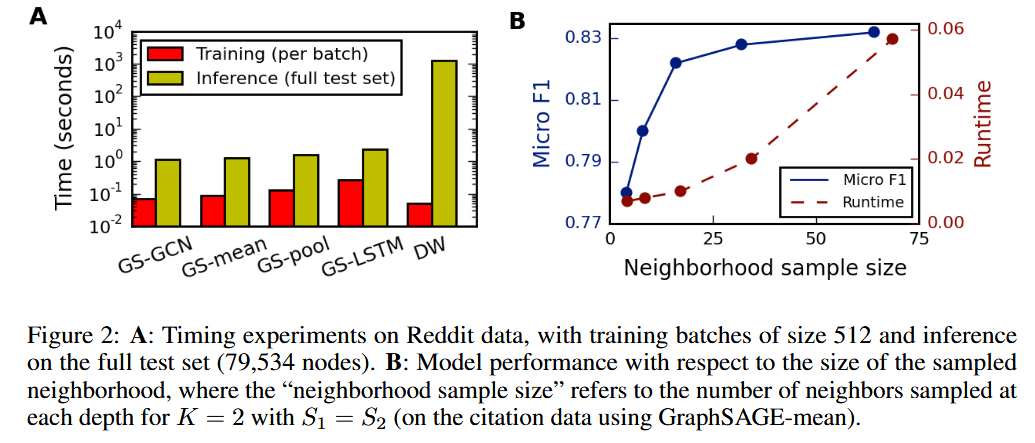 A
Time (seconds)
10^4
10^3
10^2
10^1
10^0
10^-1
10^-2
Training (per batch)
Inference (full test set)
GS-GCN
GS-mean
GS-pool
GS-LSTM
DW
B
Micro F1
0.83
0.81
0.79
0.77
0.06
0.04
0.02
0.00
Runtime
Micro F1
Runtime
0
25
50
75
Neighborhood sample size
Figure 2: A: Timing experiments on Reddit data, with training batches of size 512 and inference
on the full test set (79,534 nodes). B: Model performance with respect to the size of the sampled
neighborhood, where the “neighborhood sample size” refers to the number of neighbors sampled at
each depth for K = 2 with S₁ = S₂ (on the citation data using GraphSAGE-mean).